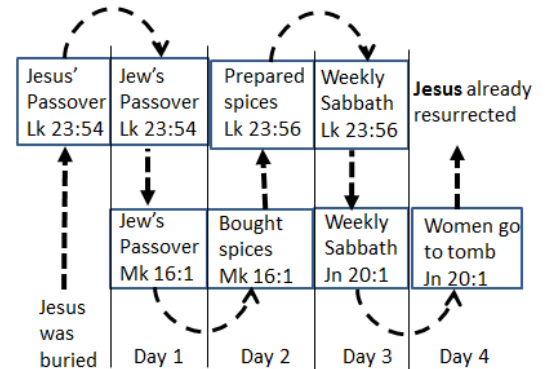 Jesus'
Passover
Lk 23:54
Jew's
Passover
Lk 23:54
Prepared
spices
Lk 23:56
Weekly
Sabbath
Lk 23:56
Jesus already
resurrected
Jew's
Passover
Mk 16:1
Bought
spices
Mk 16:1
Weekly
Sabbath
Jn 20:1
Women go
to tomb
Jn 20:1
Jesus
was
buried
Day 1
Day 2
Day 3
Day 4